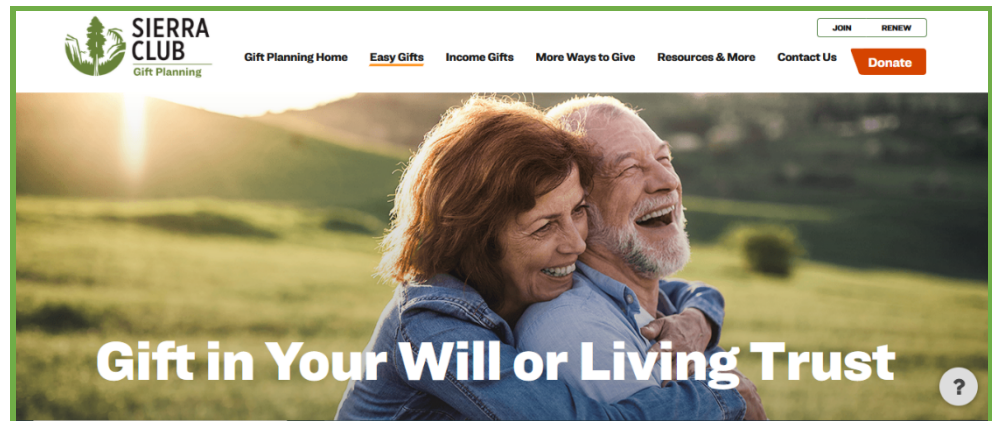 SIERRA
CLUB
Gift Planning
JOIN RENEW
Gift Planning Home Easy Gifts Income Gifts More Ways to Give Resources & More Contact Us Donate
Gift in Your Will or Living Trust
?